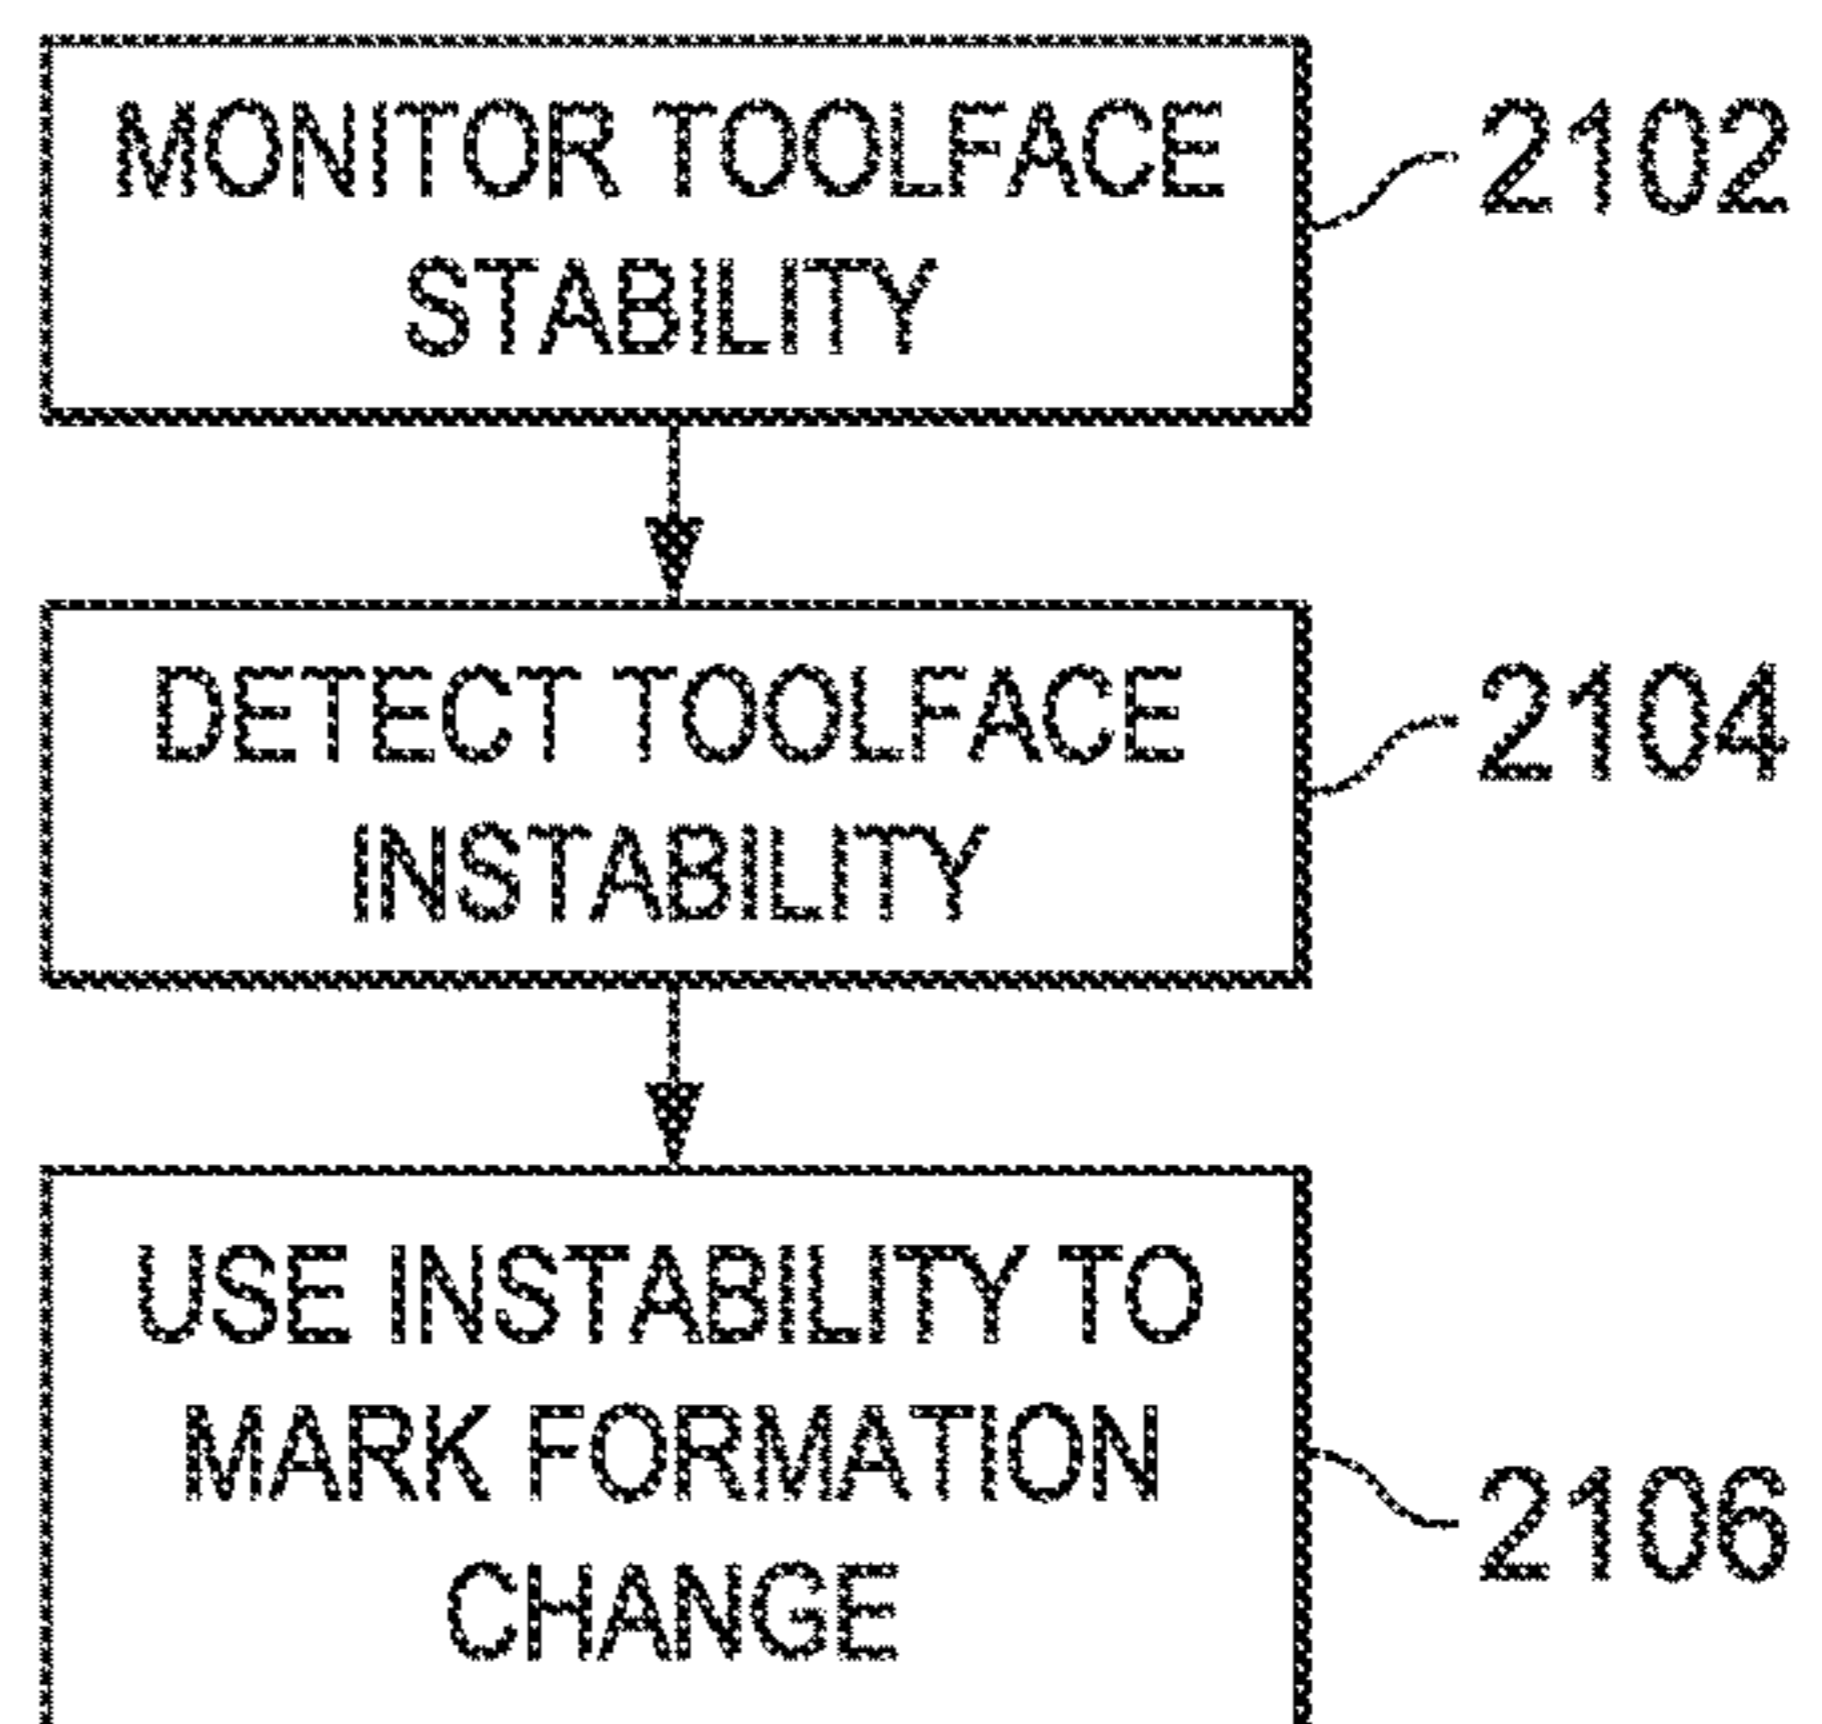 MONITOR TOOLFACE
STABILITY
2102
DETECT TOOLFACE
INSTABILITY
2104
USE INSTABILITY TO
MARK FORMATION
CHANGE
2106